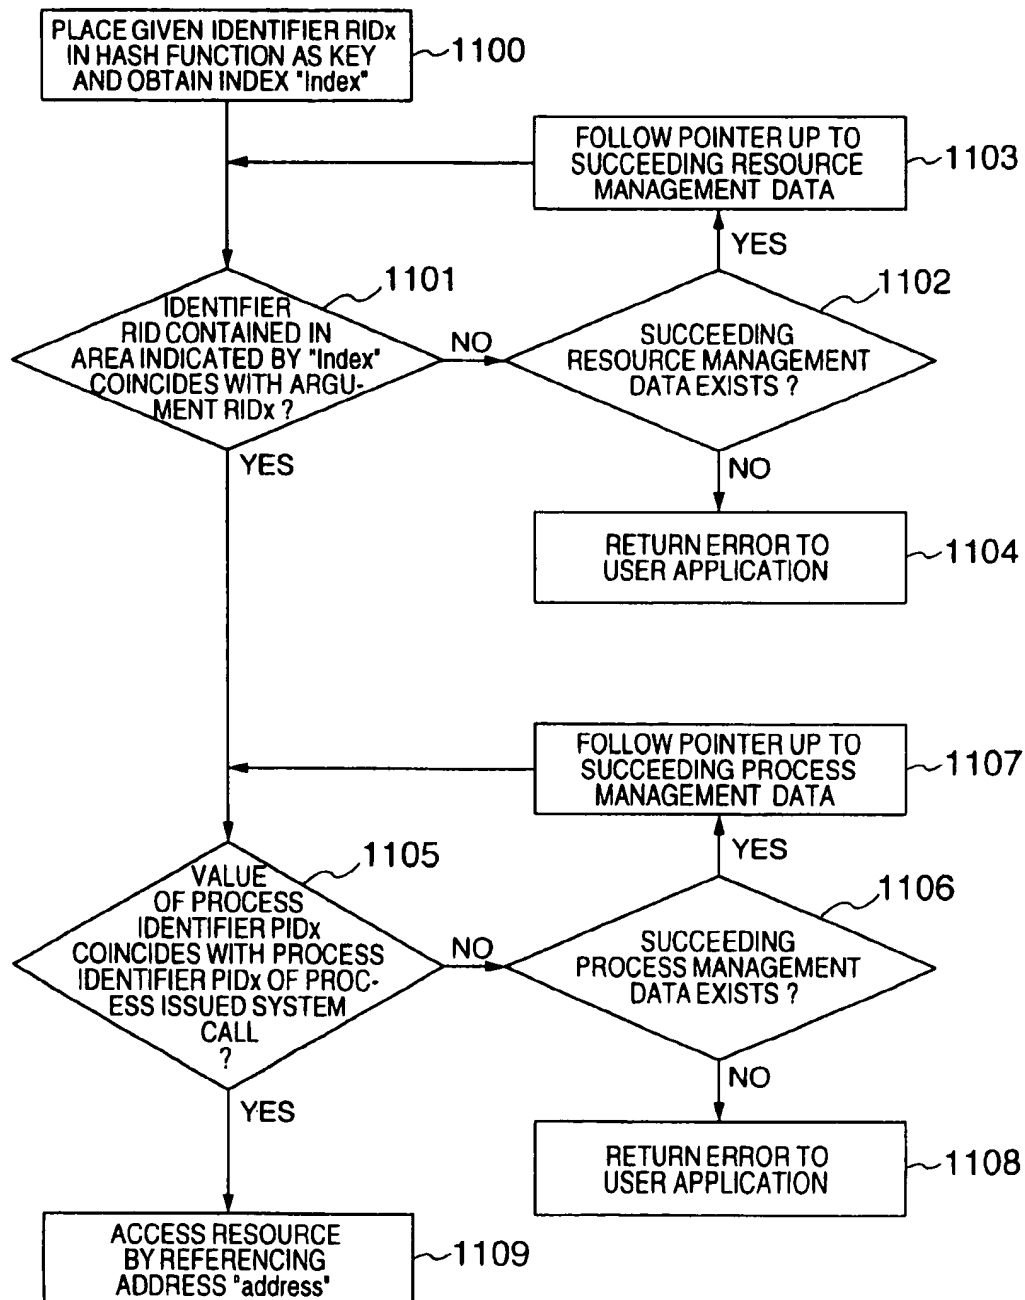 PLACE GIVEN IDENTIFIER RIDx
IN HASH FUNCTION AS KEY
AND OBTAIN INDEX "Index"
1100
FOLLOW POINTER UP TO
SUCCEEDING RESOURCE
MANAGEMENT DATA
1103
YES
1101
IDENTIFIER
RID CONTAINED IN
AREA INDICATED BY "Index"
COINCIDES WITH ARGU-
MENT RIDx ?
NO
1102
SUCCEEDING
RESOURCE MANAGEMENT
DATA EXISTS ?
YES
NO
RETURN ERROR TO
USER APPLICATION
1104
FOLLOW POINTER UP TO
SUCCEEDING PROCESS
MANAGEMENT DATA
1107
YES
1105
VALUE
OF PROCESS
IDENTIFIER PIDx
COINCIDES WITH PROCESS
IDENTIFIER PIDx OF PROC-
ESS ISSUED SYSTEM
CALL
?
NO
1106
SUCCEEDING
PROCESS MANAGEMENT
DATA EXISTS ?
YES
NO
RETURN ERROR TO
USER APPLICATION
1108
ACCESS RESOURCE
BY REFERENCING
ADDRESS "address"
1109